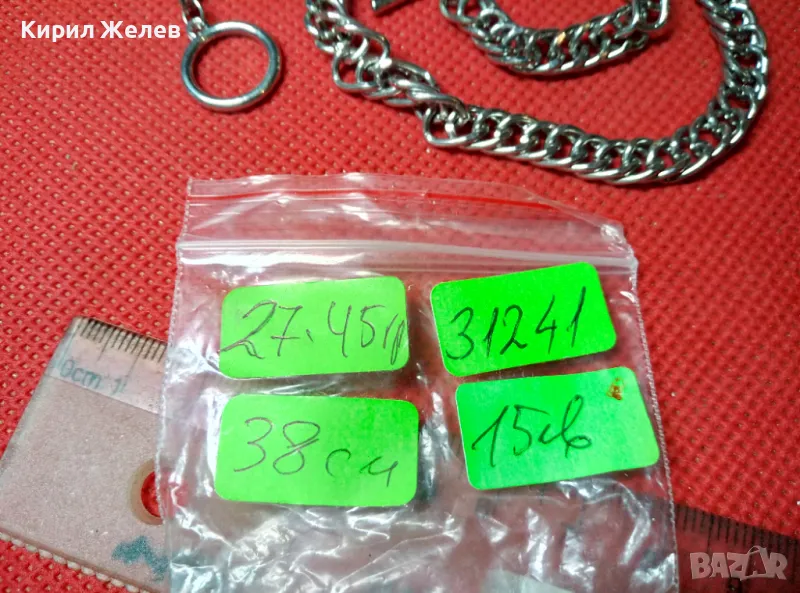 Кирил Желев
27.45гр
31241
38см
15лв
0cm 1
BAZAR